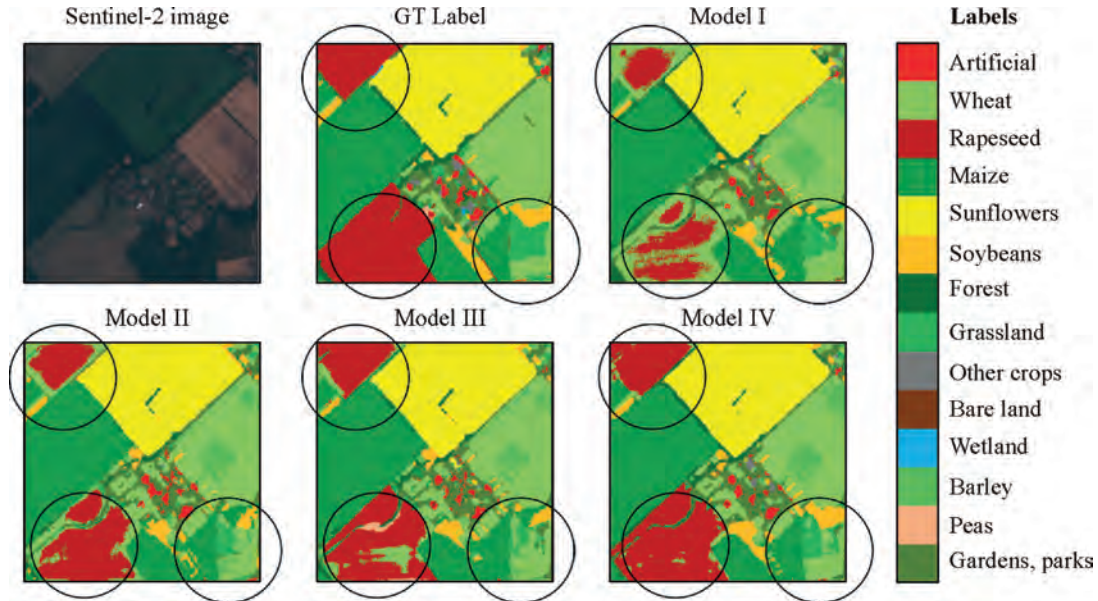 Sentinel-2 image
GT Label
Model I
Labels
Artificial
Wheat
Rapeseed
Maize
Sunflowers
Soybeans
Forest
Grassland
Other crops
Bare land
Wetland
Barley
Peas
Gardens, parks
Model II
Model III
Model IV